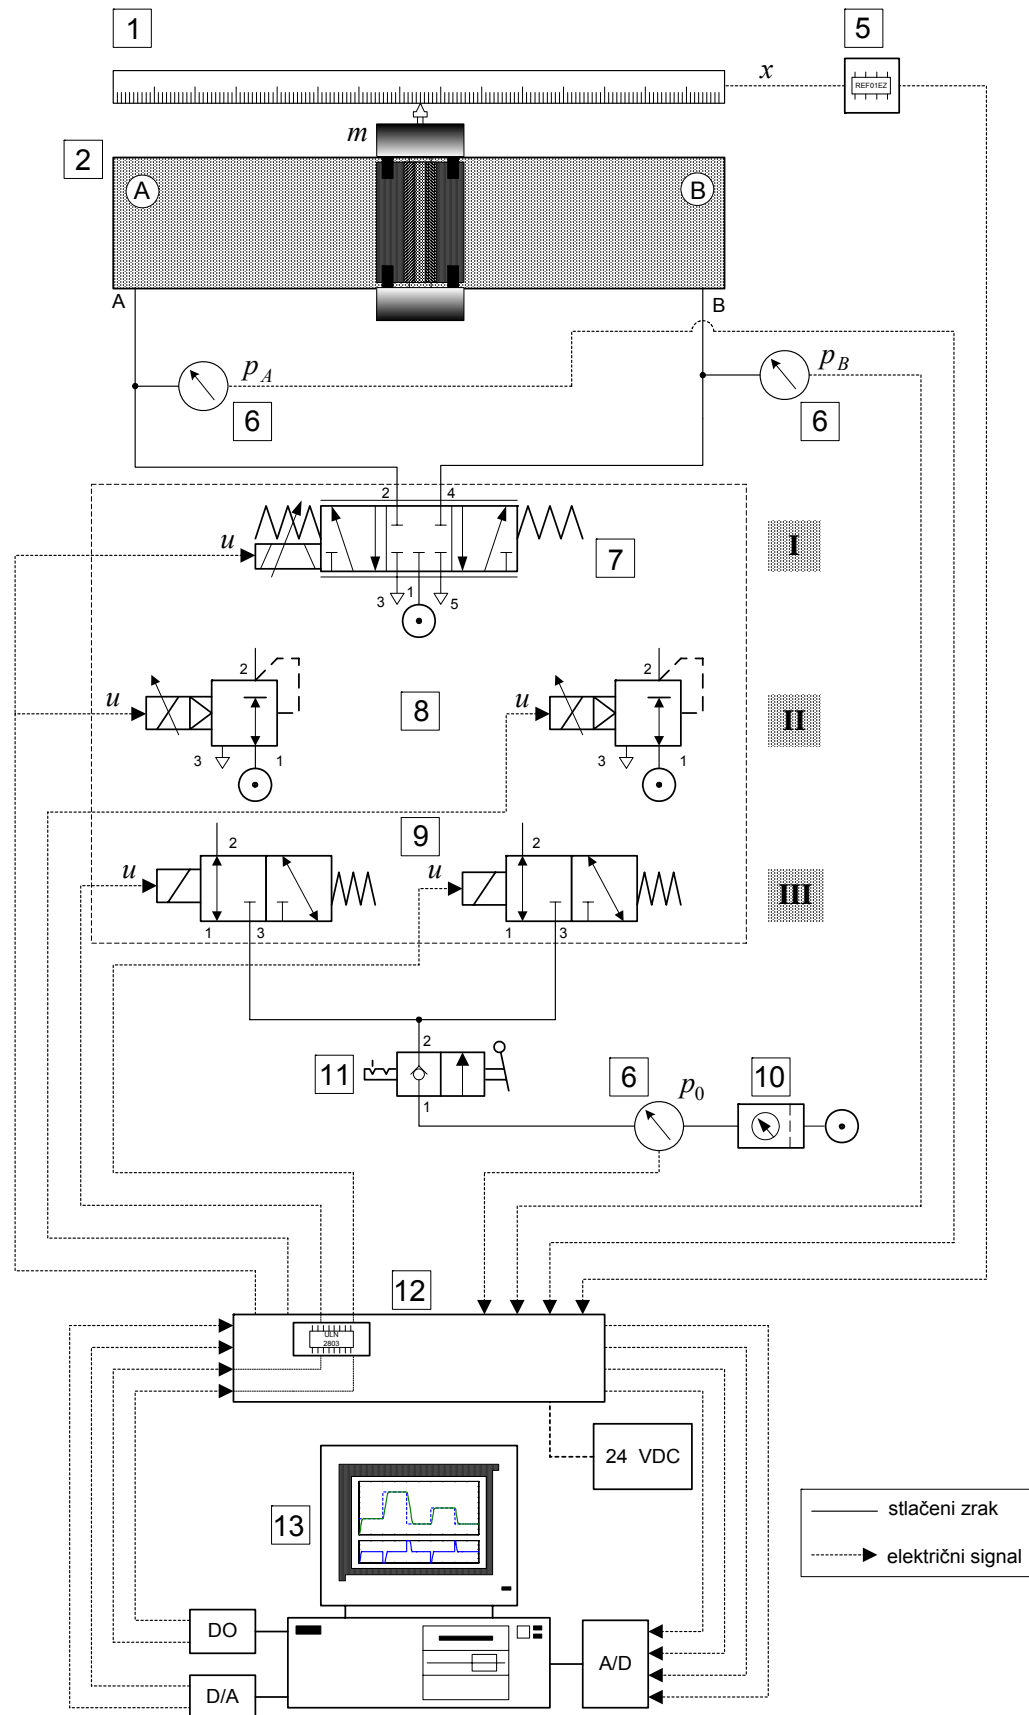 1
5
x
REF01EZ
m
2
A
B
A
B
p_A
p_B
6
6
2
4
u
7
I
3
1
5
2
2
u
8
u
II
3
1
3
1
9
2
2
u
u
III
1
3
1
3
2
11
6
10
p_0
1
12
ULN
2803
24 VDC
13
stlačeni zrak
električni signal
DO
A/D
D/A